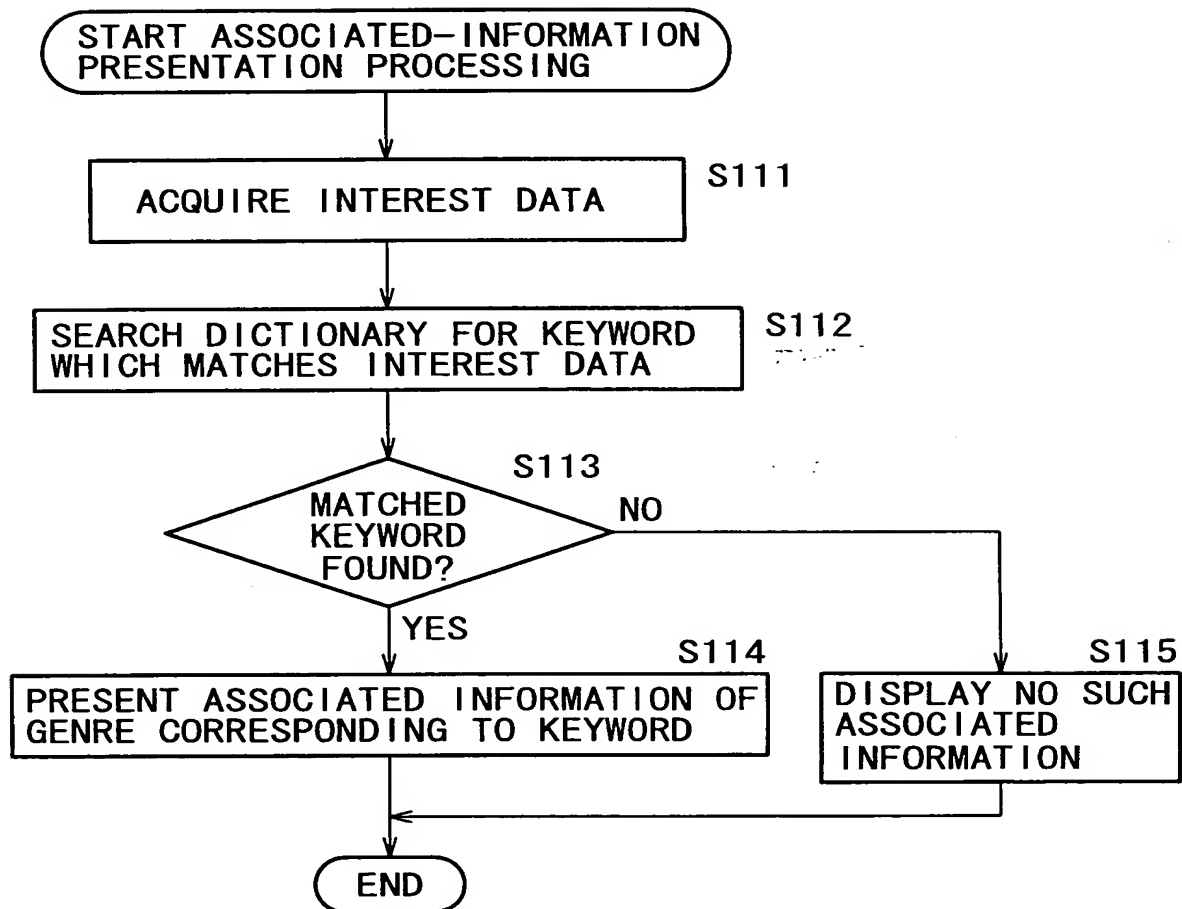 START ASSOCIATED-INFORMATION
PRESENTATION PROCESSING
S111
ACQUIRE INTEREST DATA
S112
SEARCH DICTIONARY FOR KEYWORD
WHICH MATCHES INTEREST DATA
S113
MATCHED
KEYWORD
FOUND?
NO
YES
S114
PRESENT ASSOCIATED INFORMATION OF
GENRE CORRESPONDING TO KEYWORD
S115
DISPLAY NO SUCH
ASSOCIATED
INFORMATION
END